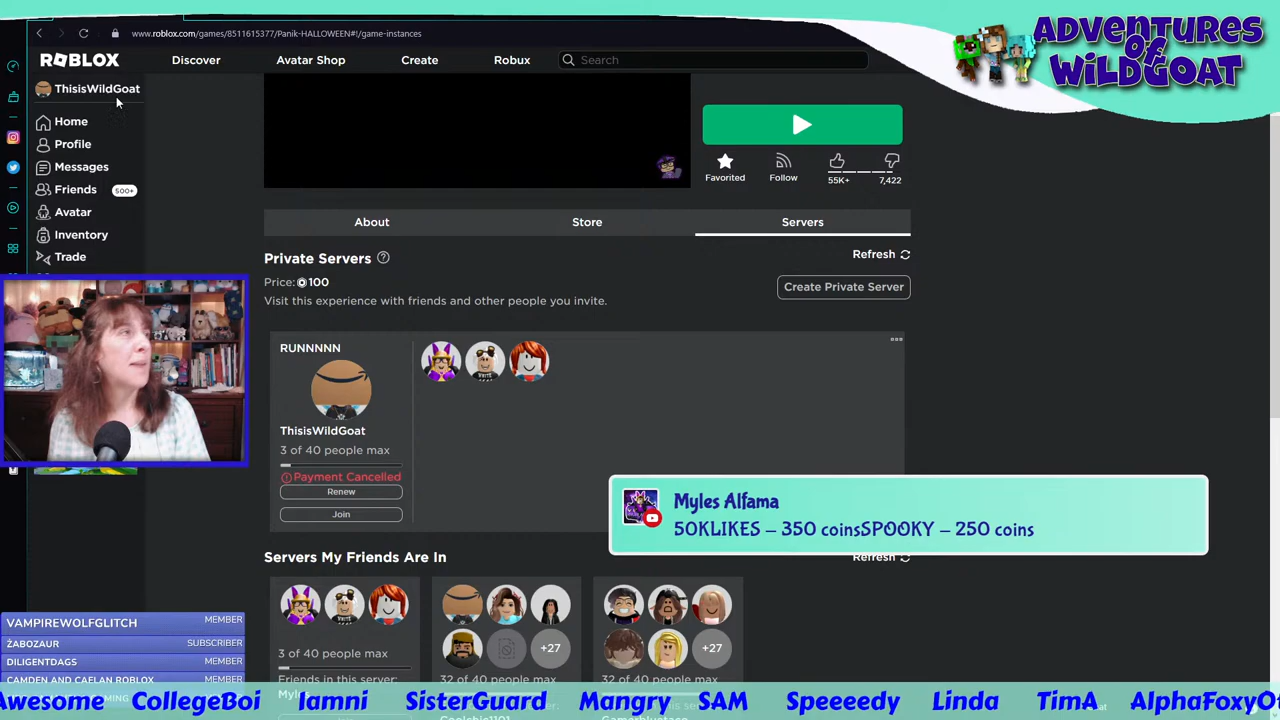 www.roblox.com/games/8511615377/Panik-HALLOWEEN#!/game-instances
ADVENTURES
OF
WILDGOAT
ROBLOX
Discover
Avatar Shop
Create
Robux
Search
ThisisWildGoat
Home
Profile
Messages
Friends
500+
Avatar
Inventory
Trade
Favorited
Follow
55K+
7,422
About
Store
Servers
Private Servers
Refresh
Price: 100
Create Private Server
Visit this experience with friends and other people you invite.
RUNNNNN
ThisisWildGoat
3 of 40 people max
Payment Cancelled
Renew
Join
Myles Alfama
50KLIKES – 350 coinsSPOOKY – 250 coins
Servers My Friends Are In
Refresh
+27
+27
3 of 40 people max
32 of 40 people max
32 of 40 people max
Friends in this server:
VAMPIREWOLFGLITCH MEMBER
ŻABOZAUR SUBSCRIBER
DILIGENTDAGS MEMBER
CAMDEN AND CAELAN ROBLOX MEMBER
Awesome CollegeBoi Iamni SisterGuard Mangry SAM Speeeedy Linda TimA AlphaFoxyO